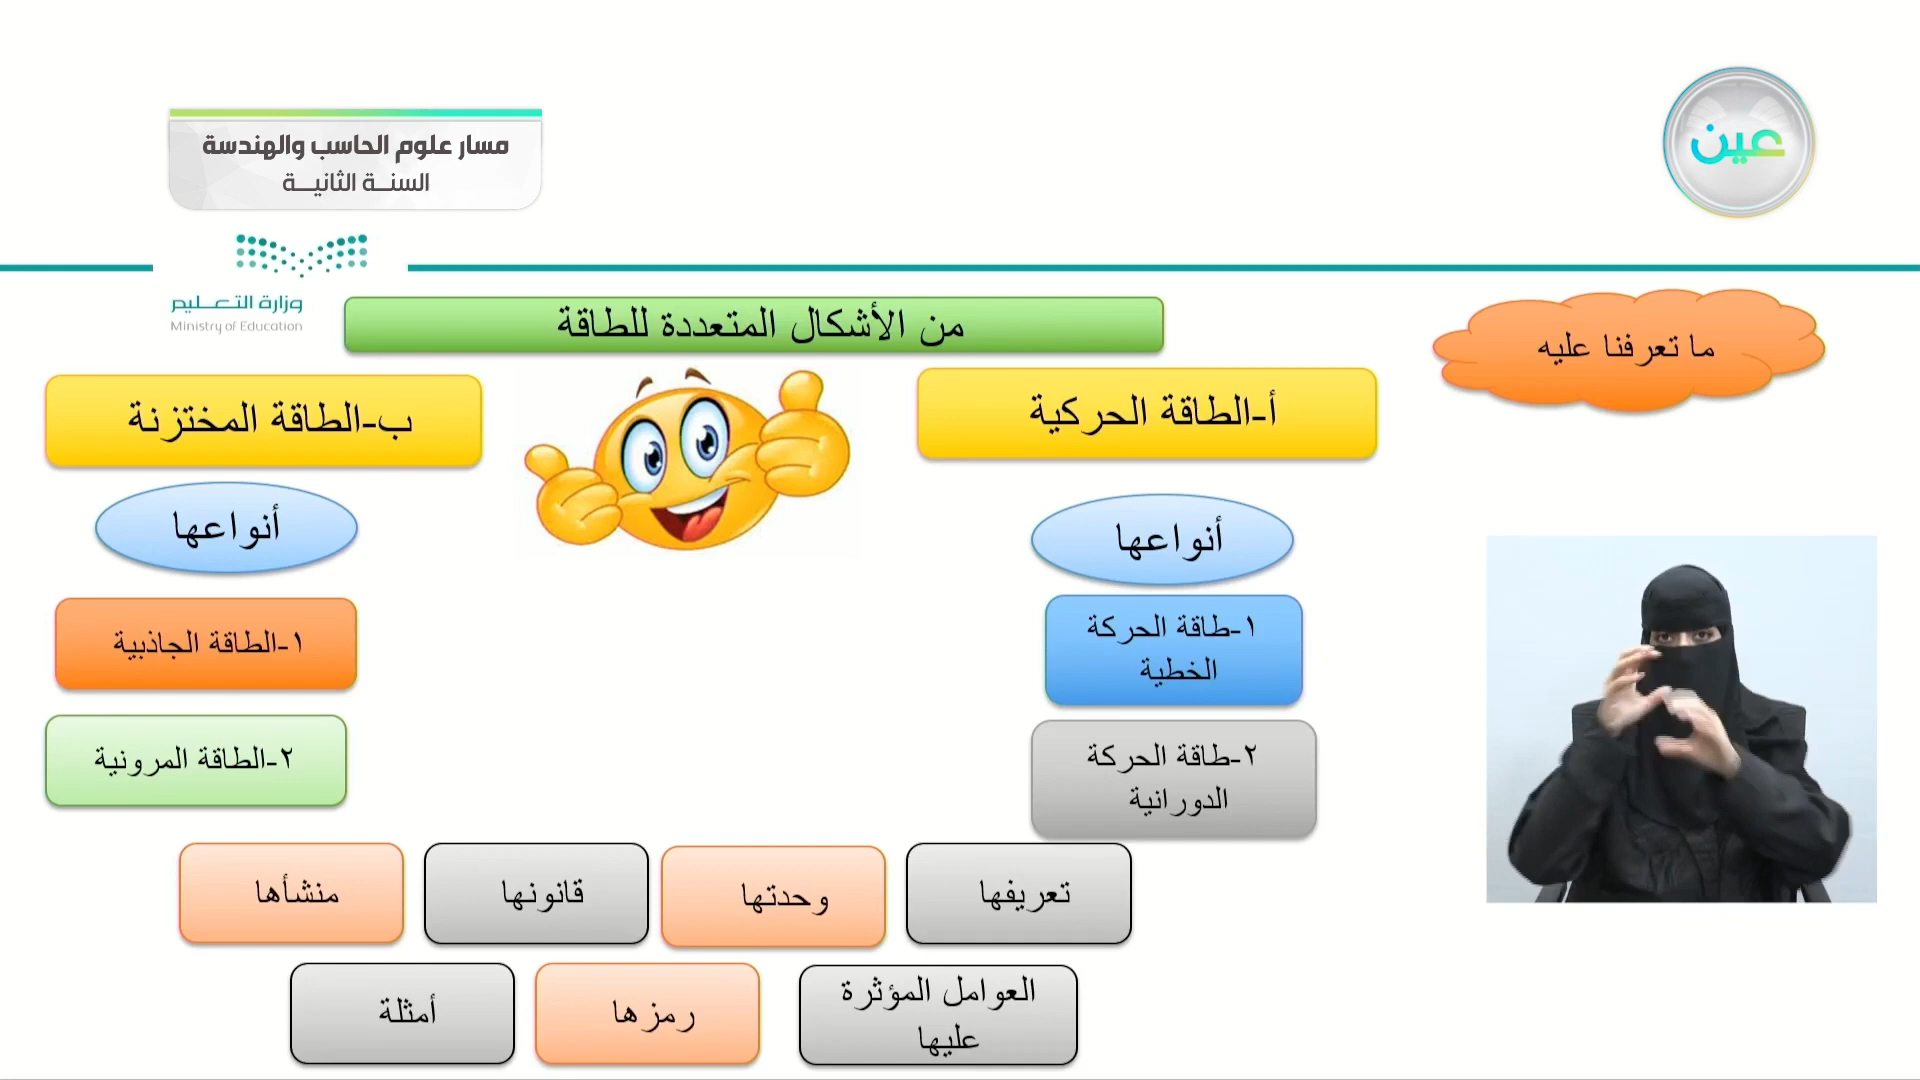 مسار علوم الحاسب والهندسة
السنة الثانية
عين
وزارة التعليم
Ministry of Education
ما تعرفنا عليه
من الأشكال المتعددة للطاقة
أ-الطاقة الحركية
أنواعها
١-طاقة الحركة
الخطية
٢-طاقة الحركة
الدورانية
ب-الطاقة المختزنة
أنواعها
١-الطاقة الجاذبية
٢-الطاقة المرونية
تعريفها
وحدتها
قانونها
منشأها
العوامل المؤثرة
عليها
رمزها
أمثلة